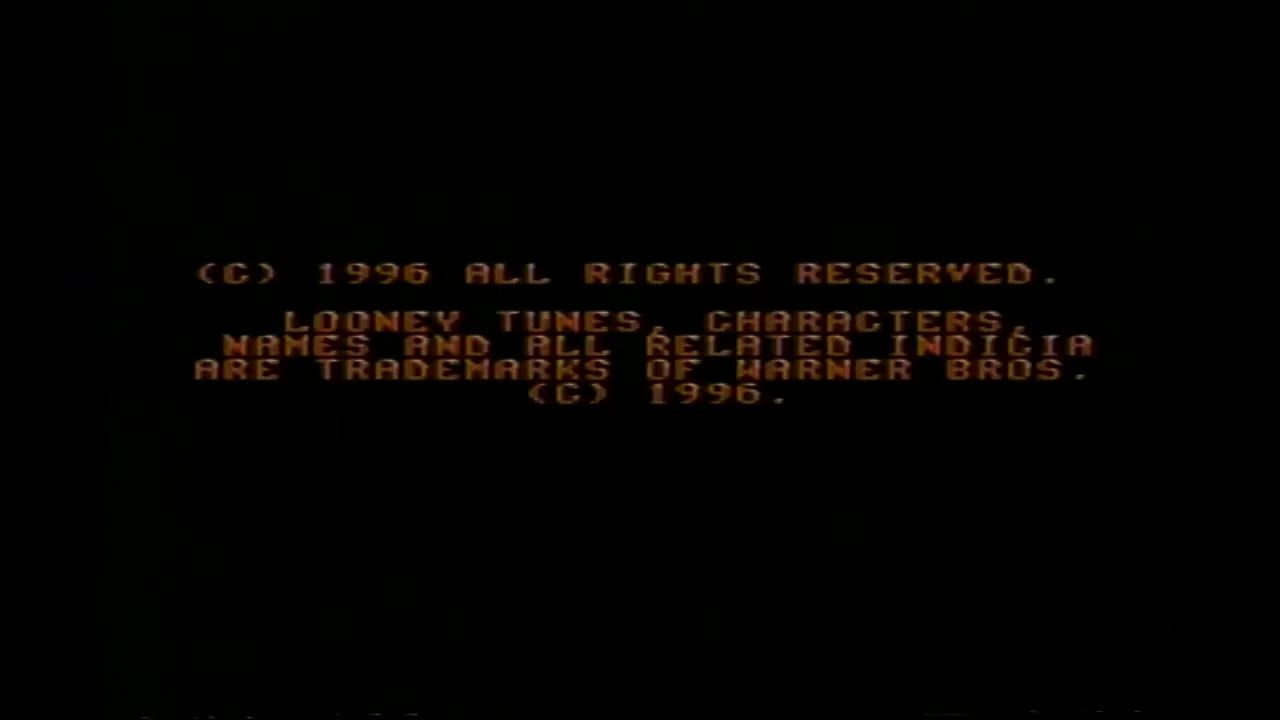 (C) 1996 ALL RIGHTS RESERVED.
LOONEY TUNES, CHARACTERS,
NAMES AND ALL RELATED INDICIA
ARE TRADEMARKS OF WARNER BROS.
(C) 1996.